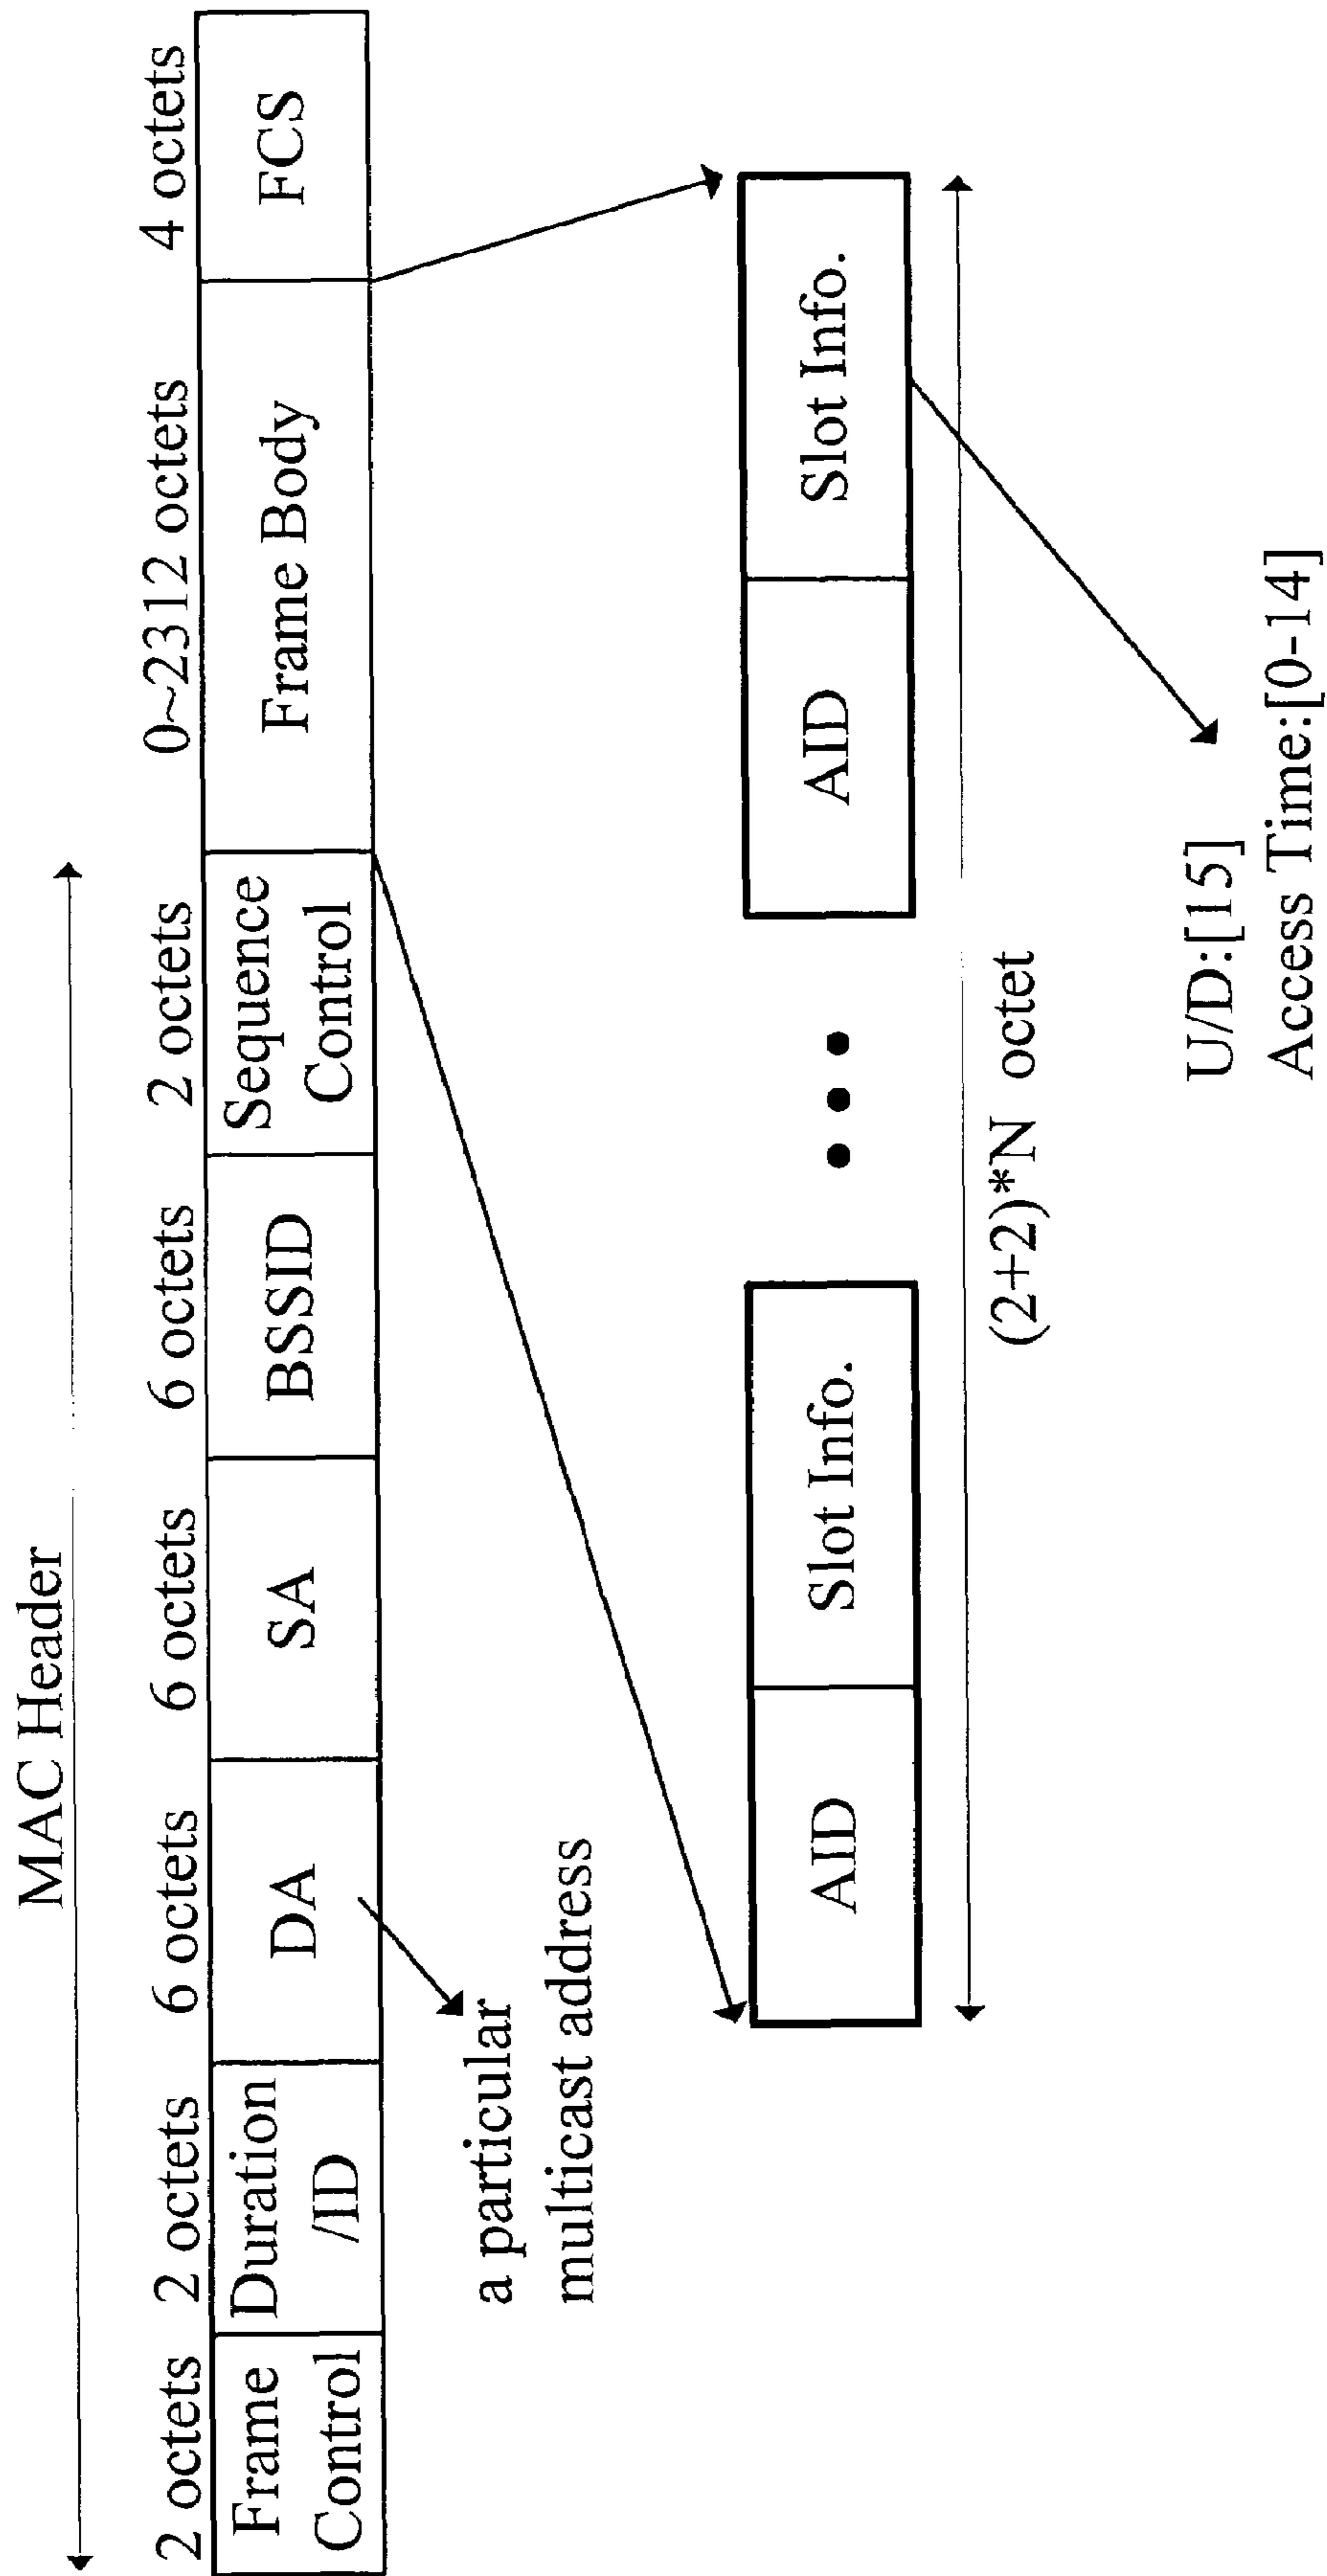 MAC Header
2 octets
2 octets
6 octets
6 octets
6 octets
2 octets
0~2312 octets
4 octets
Frame
Control
Duration
/ID
DA
SA
BSSID
Sequence
Control
Frame Body
FCS
a particular
multicast address
AID
Slot Info.
•••
AID
Slot Info.
(2+2)*N octet
U/D:[15]
Access Time:[0-14]